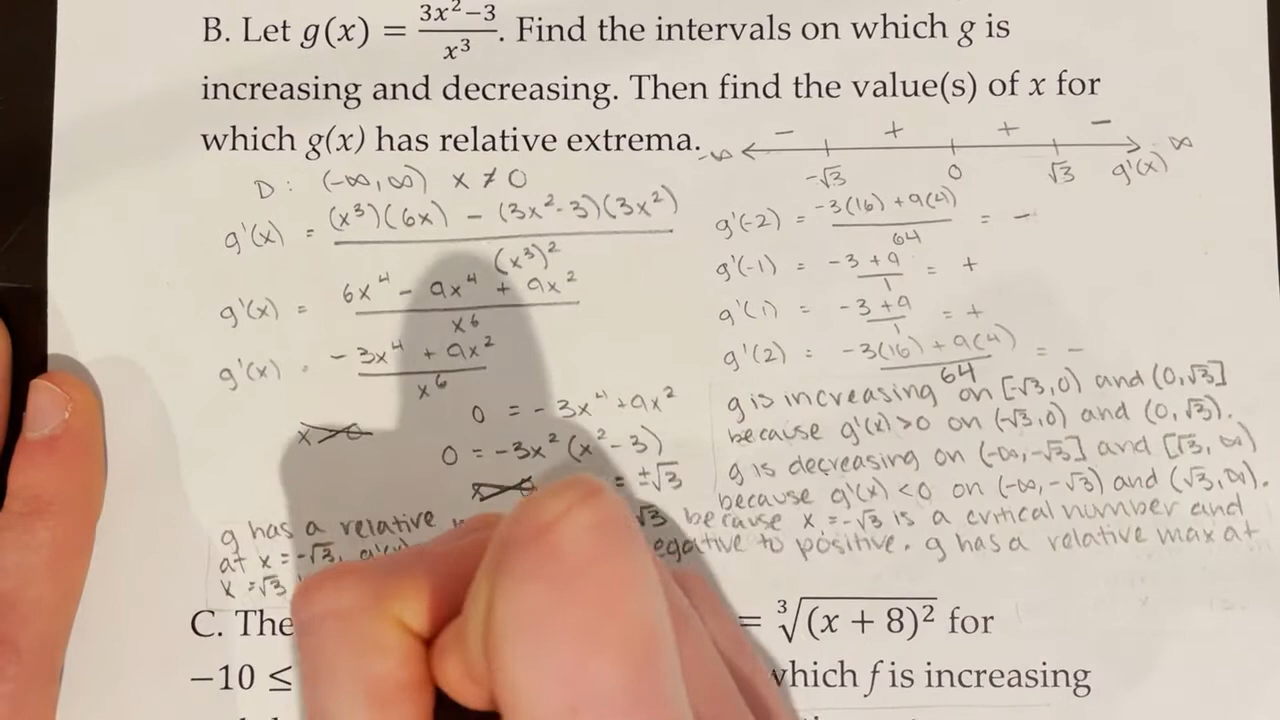 B. Let g(x) = (3x² − 3)/x³. Find the intervals on which g is
increasing and decreasing. Then find the value(s) of x for
which g(x) has relative extrema.
− + + −
-∞ -√3 0 √3 g'(x) ∞
D: (-∞, ∞) x ≠ 0
g'(x) = ((x³)(6x) − (3x²-3)(3x²))/(x³)²
g'(x) = (6x⁴ − 9x⁴ + 9x²)/x⁶
g'(x) = (−3x⁴ + 9x²)/x⁶
0 = −3x⁴ + 9x²
0 = −3x²(x² − 3)
= ±√3
g'(-2) = (−3(16) + 9(4))/64 = −
g'(-1) = (−3 + 9)/1 = +
g'(1) = (−3 + 9)/1 = +
g'(2) = (−3(16) + 9(4))/64 = −
g is increasing on [-√3, 0) and (0, √3]
because g'(x) > 0 on (-√3, 0) and (0, √3).
g is decreasing on (-∞, -√3] and [√3, ∞)
because g'(x) < 0 on (-∞, -√3) and (√3, ∞).
g has a relative √3 because x = -√3 is a critical number and
at x = -√3, egative to positive. g has a relative max at
x = √3
C. The = ∛(x + 8)² for
−10 ≤ which f is increasing